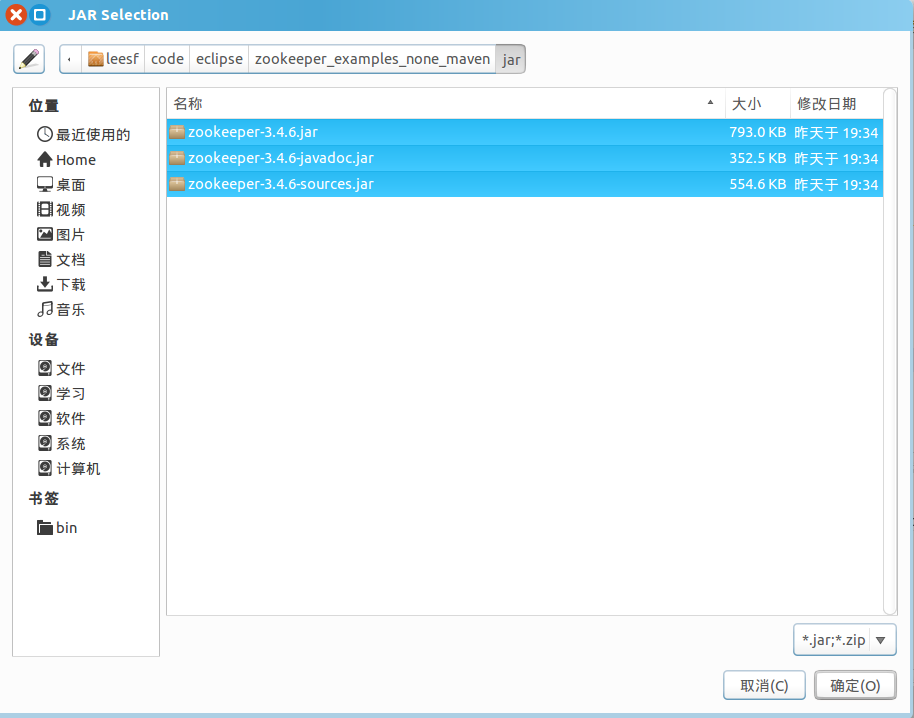 JAR Selection
leesf code eclipse zookeeper_examples_none_maven jar
位置
最近使用的
Home
桌面
视频
图片
文档
下载
音乐
设备
文件
学习
软件
系统
计算机
书签
bin
名称 大小 修改日期
zookeeper-3.4.6.jar 793.0 KB 昨天于 19:34
zookeeper-3.4.6-javadoc.jar 352.5 KB 昨天于 19:34
zookeeper-3.4.6-sources.jar 554.6 KB 昨天于 19:34
*.jar;*.zip
取消(C) 确定(O)